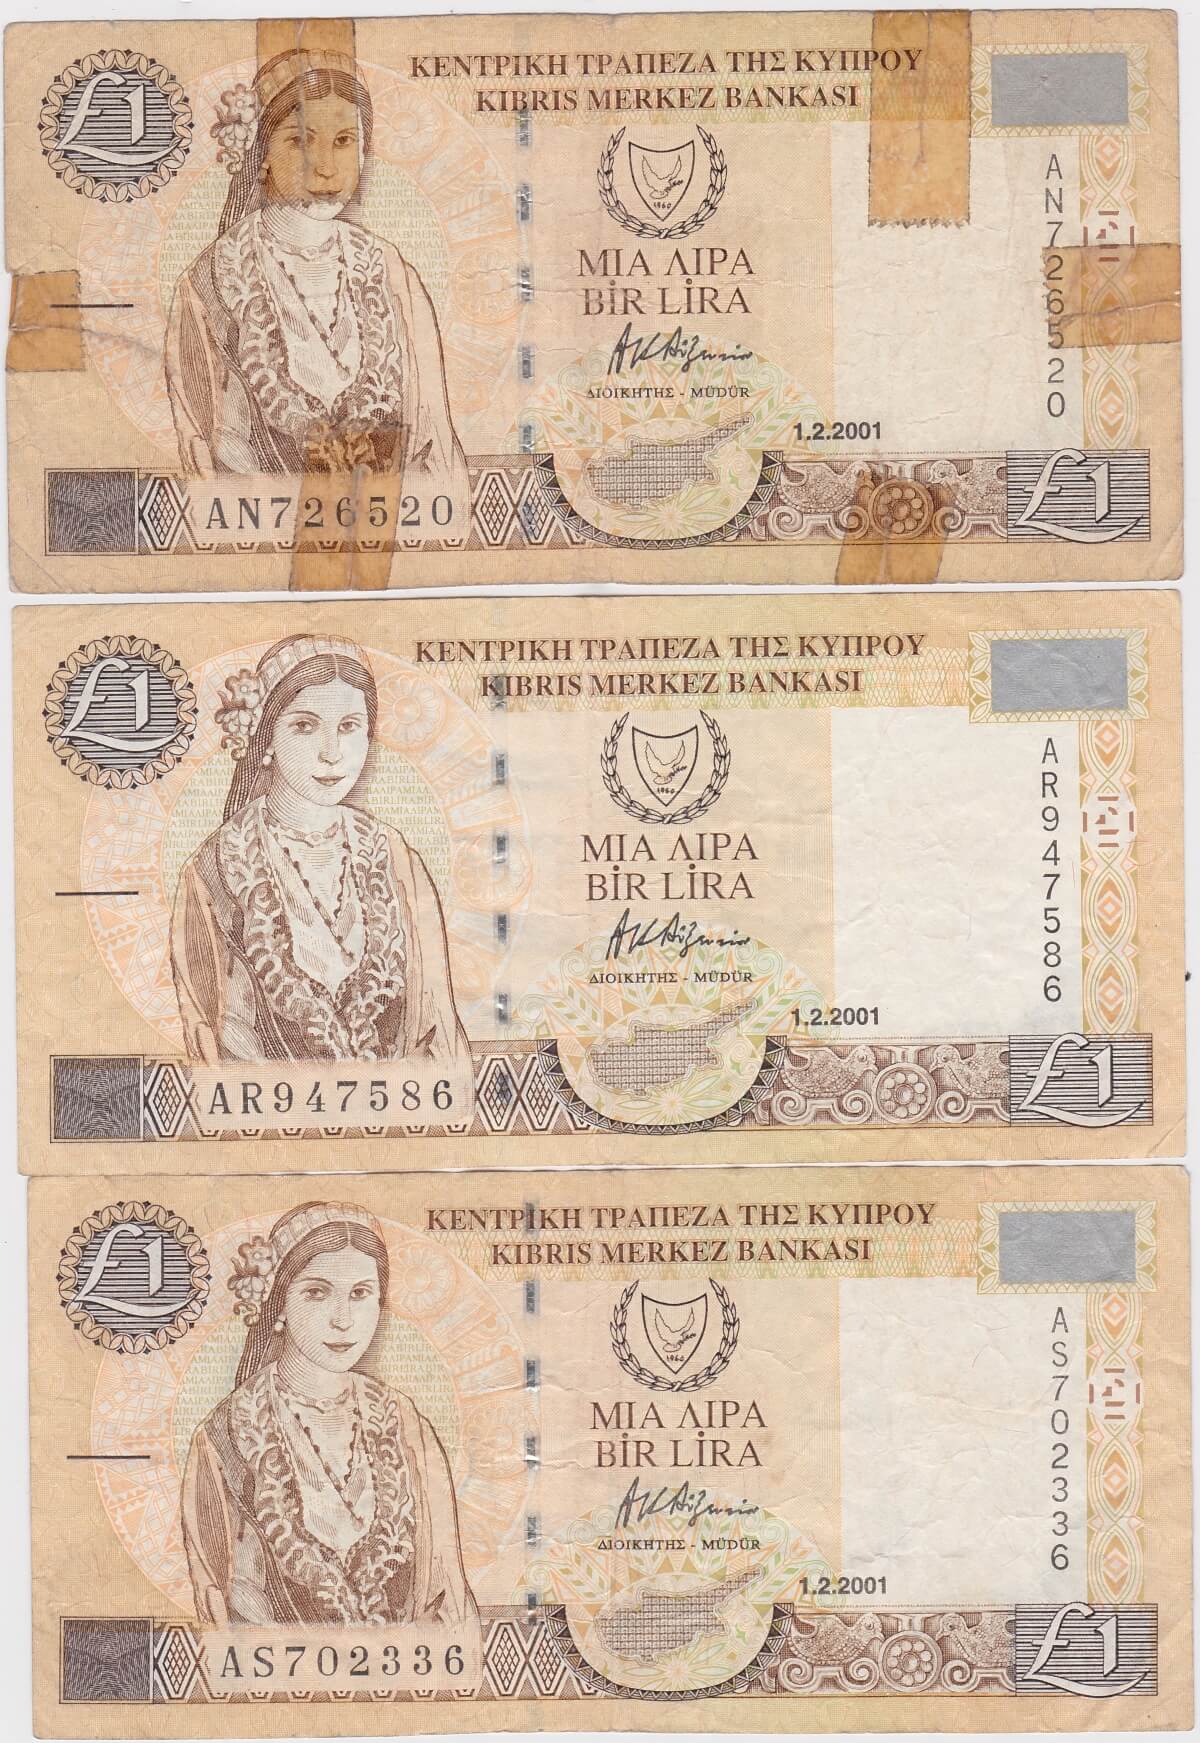 £1
ΚΕΝΤΡΙΚΗ ΤΡΑΠΕΖΑ ΤΗΣ ΚΥΠΡΟΥ
KIBRIS MERKEZ BANKASI
1960
ΜΙΑ ΛΙΡΑ
BİR LİRA
ΔΙΟΙΚΗΤΗΣ - MÜDÜR
1.2.2001
AN726520
AN726520
£1
£1
ΚΕΝΤΡΙΚΗ ΤΡΑΠΕΖΑ ΤΗΣ ΚΥΠΡΟΥ
KIBRIS MERKEZ BANKASI
1960
ΜΙΑ ΛΙΡΑ
BİR LİRA
ΔΙΟΙΚΗΤΗΣ - MÜDÜR
1.2.2001
AR947586
AR947586
£1
£1
ΚΕΝΤΡΙΚΗ ΤΡΑΠΕΖΑ ΤΗΣ ΚΥΠΡΟΥ
KIBRIS MERKEZ BANKASI
1960
ΜΙΑ ΛΙΡΑ
BİR LİRA
ΔΙΟΙΚΗΤΗΣ - MÜDÜR
1.2.2001
AS702336
AS702336
£1